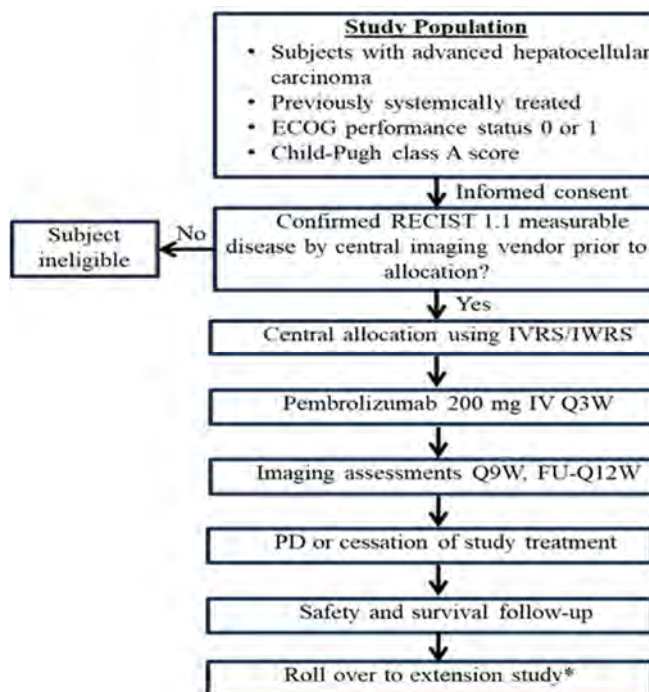 Study Population
• Subjects with advanced hepatocellular
carcinoma
• Previously systemically treated
• ECOG performance status 0 or 1
• Child-Pugh class A score
Informed consent
Subject
ineligible
No
Confirmed RECIST 1.1 measurable
disease by central imaging vendor prior to
allocation?
Yes
Central allocation using IVRS/IWRS
Pembrolizumab 200 mg IV Q3W
Imaging assessments Q9W, FU-Q12W
PD or cessation of study treatment
Safety and survival follow-up
Roll over to extension study*